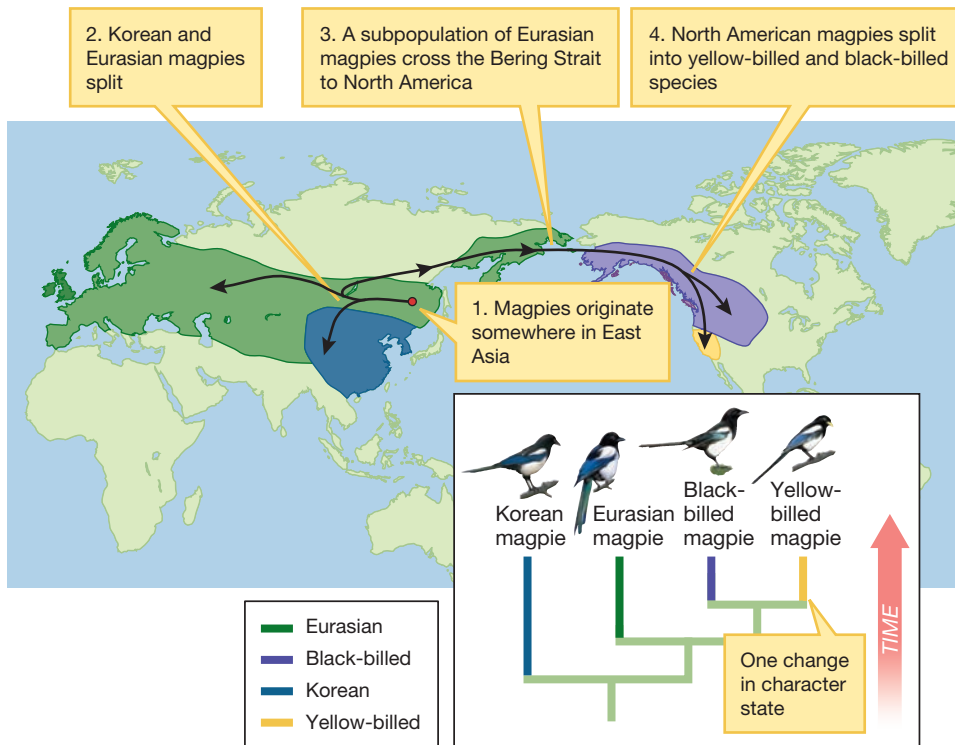 2. Korean and
Eurasian magpies
split
3. A subpopulation of Eurasian
magpies cross the Bering Strait
to North America
4. North American magpies split
into yellow-billed and black-billed
species
1. Magpies originate
somewhere in East
Asia
Korean
magpie
Eurasian
magpie
Black-
billed
magpie
Yellow-
billed
magpie
TIME
One change
in character
state
Eurasian
Black-billed
Korean
Yellow-billed